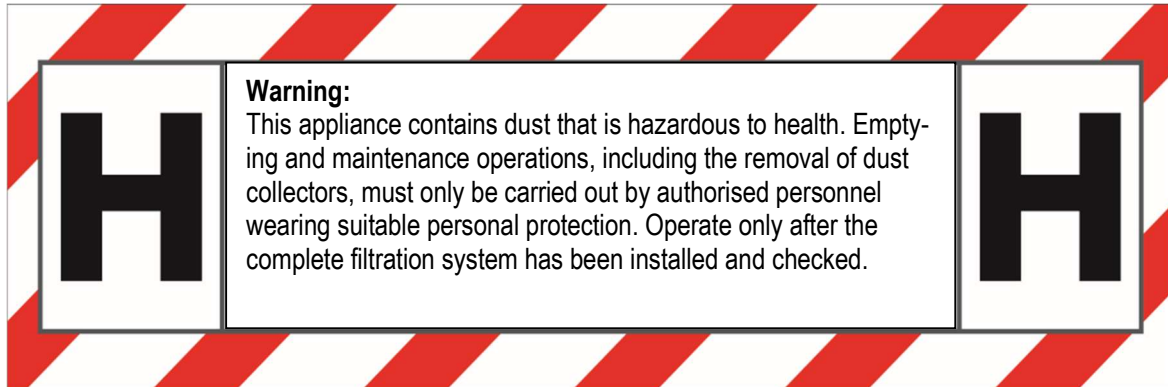 H
Warning:
This appliance contains dust that is hazardous to health. Empty-
ing and maintenance operations, including the removal of dust
collectors, must only be carried out by authorised personnel
wearing suitable personal protection. Operate only after the
complete filtration system has been installed and checked.
H